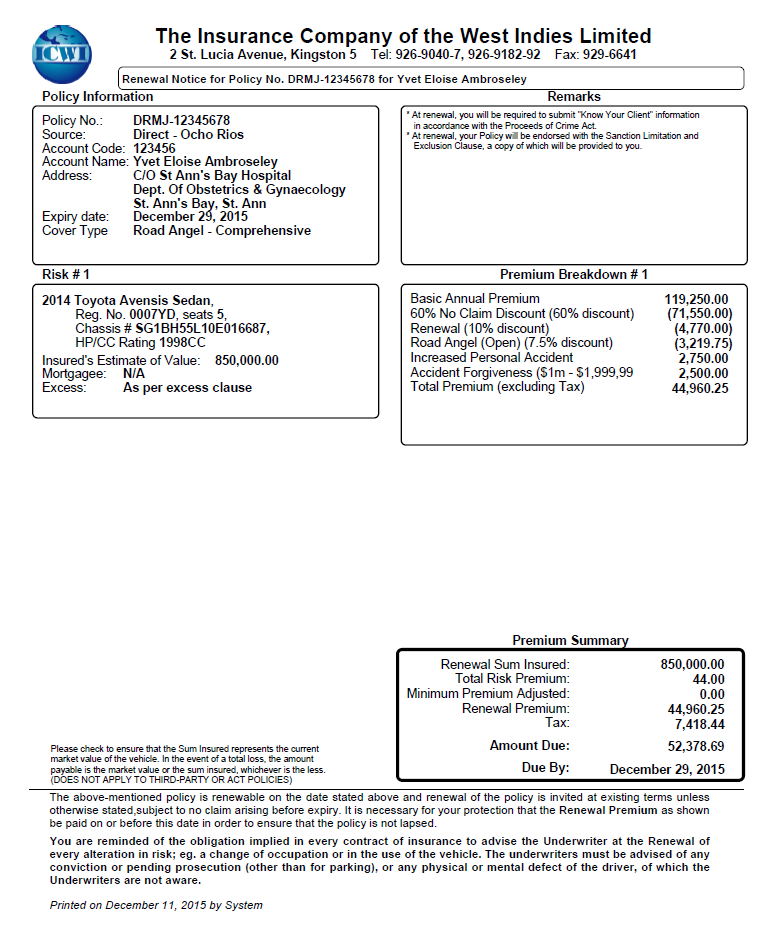 ICWI
The Insurance Company of the West Indies Limited
2 St. Lucia Avenue, Kingston 5 Tel: 926-9040-7, 926-9182-92 Fax: 929-6641
Renewal Notice for Policy No. DRMJ-12345678 for Yvet Eloise Ambroseley
Policy Information
Policy No.: DRMJ-12345678
Source: Direct - Ocho Rios
Account Code: 123456
Account Name: Yvet Eloise Ambroseley
Address: C/O St Ann's Bay Hospital
Dept. Of Obstetrics & Gynaecology
St. Ann's Bay, St. Ann
Expiry date: December 29, 2015
Cover Type Road Angel - Comprehensive
Remarks
* At renewal, you will be required to submit "Know Your Client" information
in accordance with the Proceeds of Crime Act.
* At renewal, your Policy will be endorsed with the Sanction Limitation and
Exclusion Clause, a copy of which will be provided to you.
Risk # 1
2014 Toyota Avensis Sedan,
Reg. No. 0007YD, seats 5,
Chassis # SG1BH55L10E016687,
HP/CC Rating 1998CC
Insured's Estimate of Value: 850,000.00
Mortgagee: N/A
Excess: As per excess clause
Premium Breakdown # 1
Basic Annual Premium 119,250.00
60% No Claim Discount (60% discount) (71,550.00)
Renewal (10% discount) (4,770.00)
Road Angel (Open) (7.5% discount) (3,219.75)
Increased Personal Accident 2,750.00
Accident Forgiveness ($1m - $1,999,99 2,500.00
Total Premium (excluding Tax) 44,960.25
Premium Summary
Renewal Sum Insured: 850,000.00
Total Risk Premium: 44.00
Minimum Premium Adjusted: 0.00
Renewal Premium: 44,960.25
Tax: 7,418.44
Amount Due: 52,378.69
Due By: December 29, 2015
Please check to ensure that the Sum Insured represents the current
market value of the vehicle. In the event of a total loss, the amount
payable is the market value or the sum insured, whichever is the less.
(DOES NOT APPLY TO THIRD-PARTY OR ACT POLICIES)
The above-mentioned policy is renewable on the date stated above and renewal of the policy is invited at existing terms unless
otherwise stated,subject to no claim arising before expiry. It is necessary for your protection that the Renewal Premium as shown
be paid on or before this date in order to ensure that the policy is not lapsed.
You are reminded of the obligation implied in every contract of insurance to advise the Underwriter at the Renewal of
every alteration in risk; eg. a change of occupation or in the use of the vehicle. The underwriters must be advised of any
conviction or pending prosecution (other than for parking), or any physical or mental defect of the driver, of which the
Underwriters are not aware.
Printed on December 11, 2015 by System